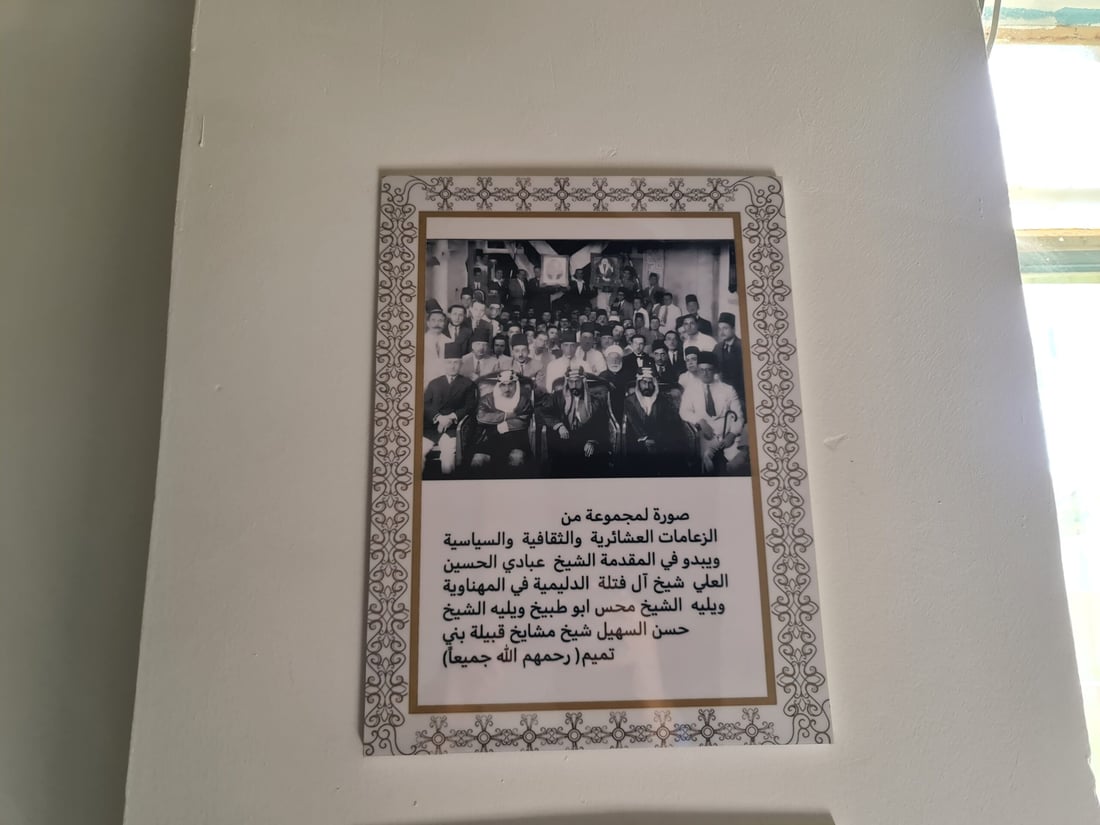 صورة لمجموعة من
الزعامات العشائرية والثقافية والسياسية
ويبدو في المقدمة الشيخ عبادي الحسين
العلي شيخ آل فتلة الدليمية في المهناوية
ويليه الشيخ محس ابو طبيخ ويليه الشيخ
حسن السهيل شيخ مشايخ قبيلة بني
تميم( رحمهم الله جميعاً)